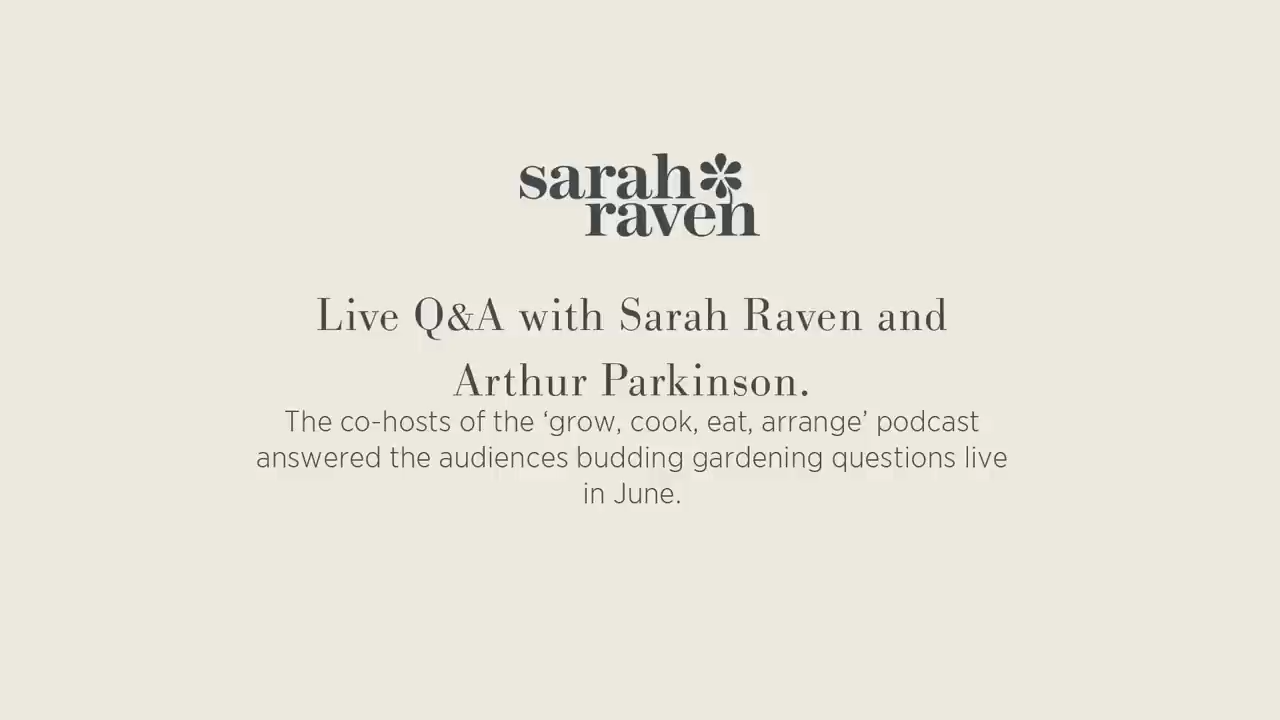 sarah
raven
Live Q&A with Sarah Raven and
Arthur Parkinson.
The co-hosts of the ‘grow, cook, eat, arrange’ podcast
answered the audiences budding gardening questions live
in June.